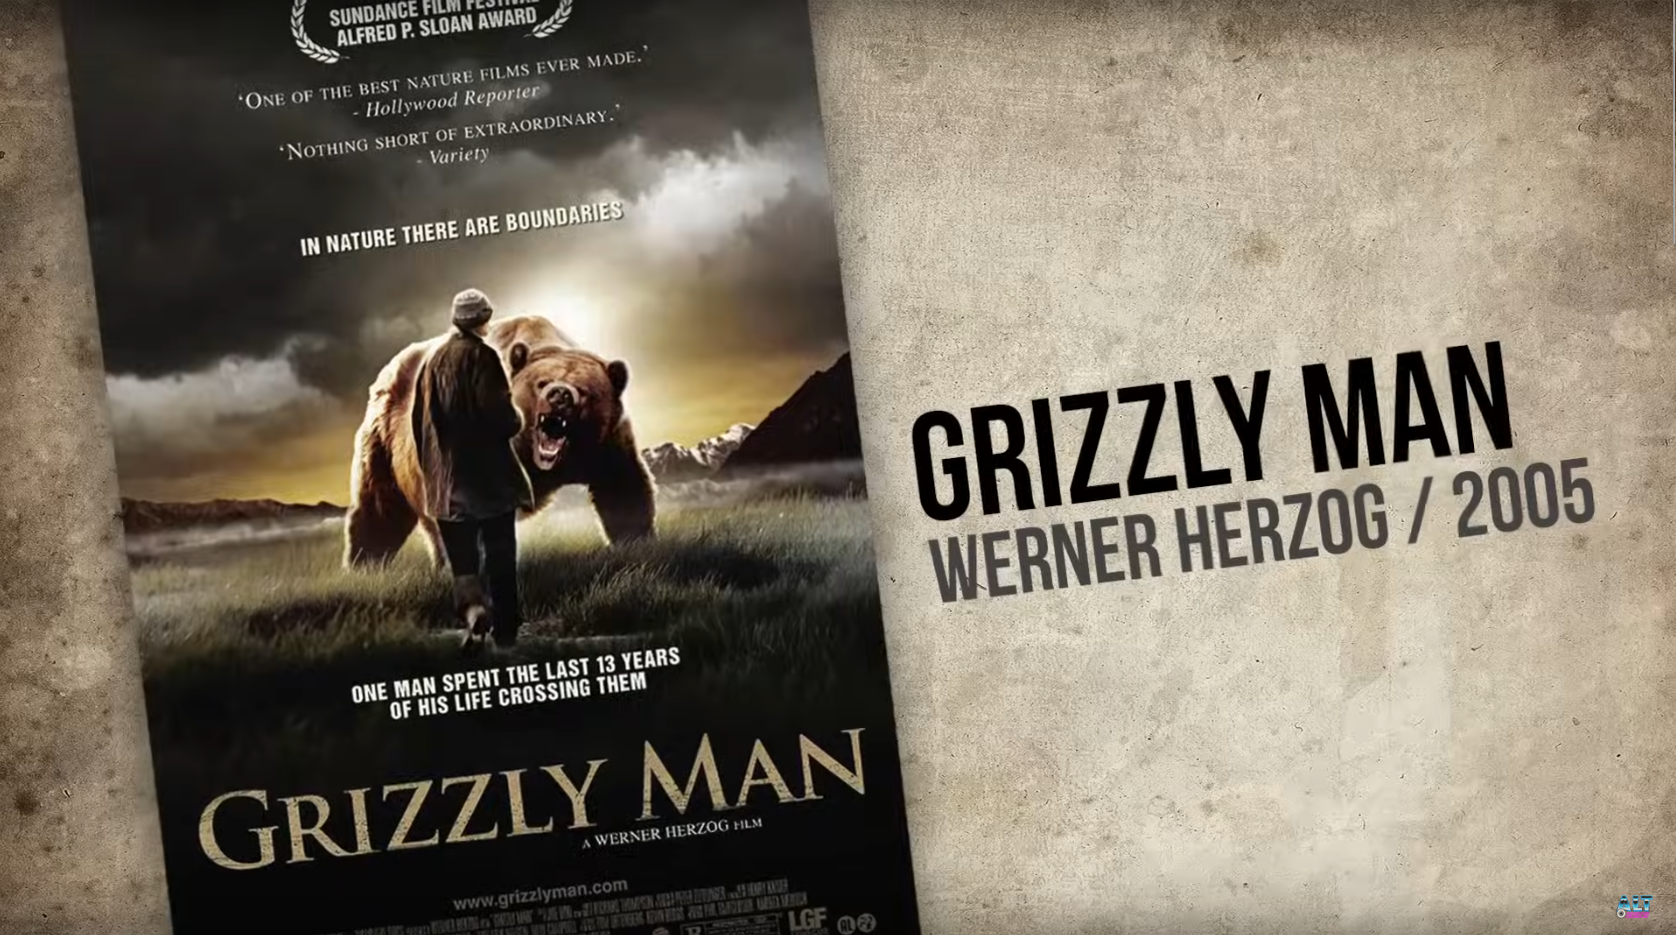 SUNDANCE FILM FESTIVAL
ALFRED P. SLOAN AWARD
'ONE OF THE BEST NATURE FILMS EVER MADE.'
- Hollywood Reporter
'NOTHING SHORT OF EXTRAORDINARY.'
- Variety
IN NATURE THERE ARE BOUNDARIES
ONE MAN SPENT THE LAST 13 YEARS
OF HIS LIFE CROSSING THEM
GRIZZLY MAN
A WERNER HERZOG FILM
www.grizzlyman.com
LGF
GRIZZLY MAN
WERNER HERZOG / 2005
ALT